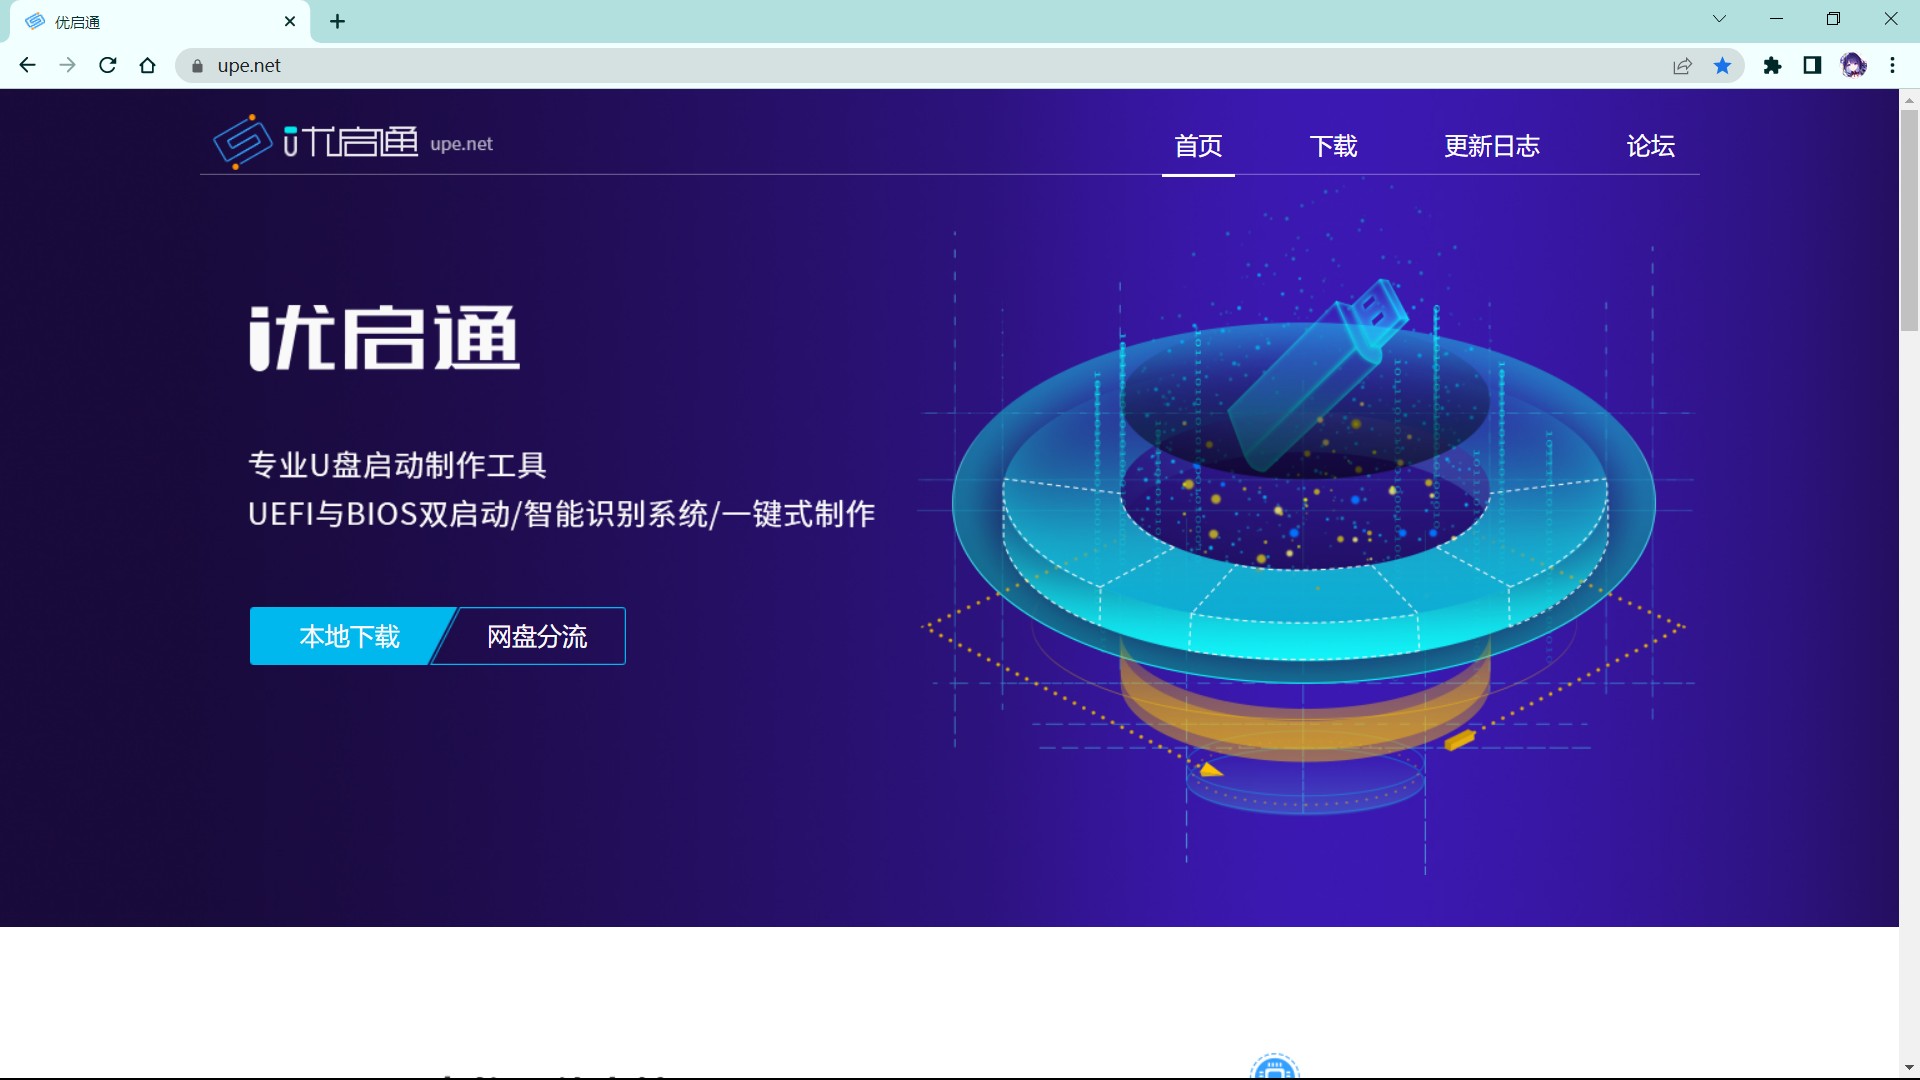 优启通
upe.net
优启通 upe.net
首页 下载 更新日志 论坛
优启通
专业U盘启动制作工具
UEFI与BIOS双启动/智能识别系统/一键式制作
本地下载 网盘分流